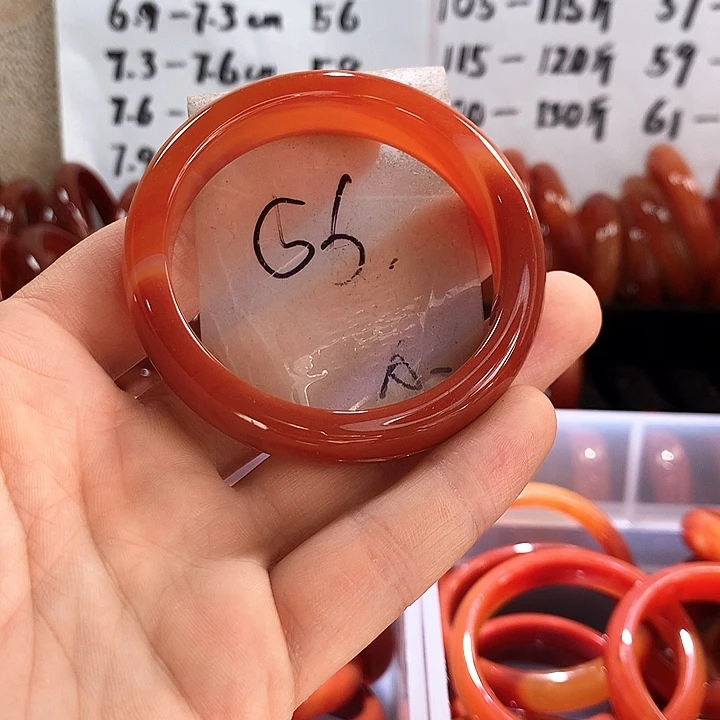 6.9-7.3cm 56
7.3-7.6cm 58
7.6-
7.9
105-115斤 57-
115-120斤 59-
130斤 61-
G5.